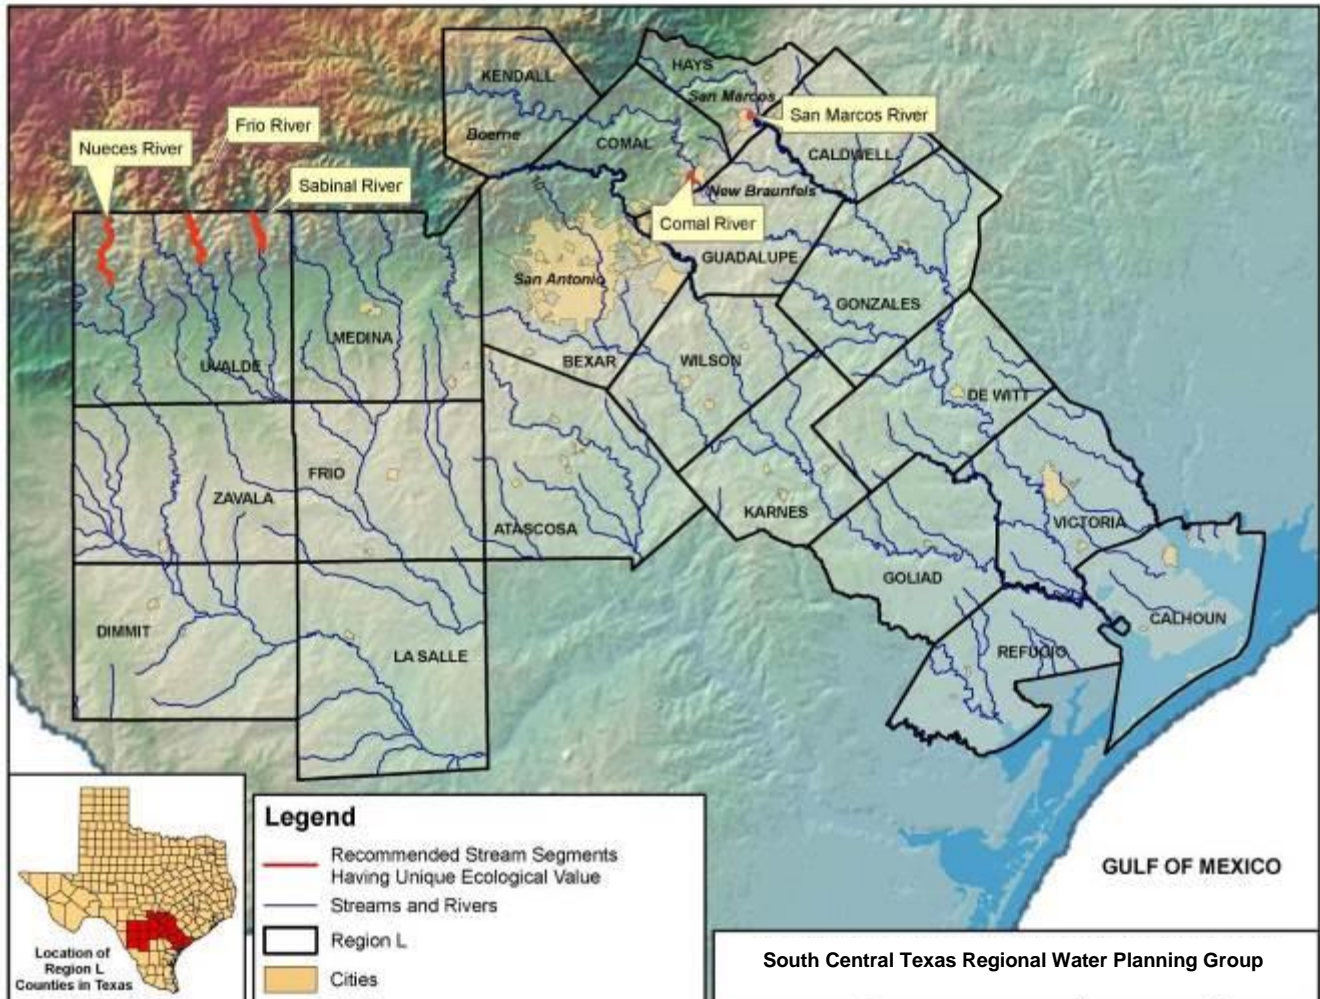 KENDALL
HAYS
San Marcos
San Marcos River
Frio River
Nueces River
Boerne
COMAL
CALDWELL
Sabinal River
New Braunfels
Comal River
GUADALUPE
San Antonio
GONZALES
MEDINA
UVALDE
BEXAR
WILSON
DE WITT
FRIO
ZAVALA
KARNES
ATASCOSA
VICTORIA
GOLIAD
CALHOUN
DIMMIT
LA SALLE
REFUGIO
GULF OF MEXICO
Location of
Region L
Counties in Texas
Legend
Recommended Stream Segments
Having Unique Ecological Value
Streams and Rivers
Region L
Cities
South Central Texas Regional Water Planning Group